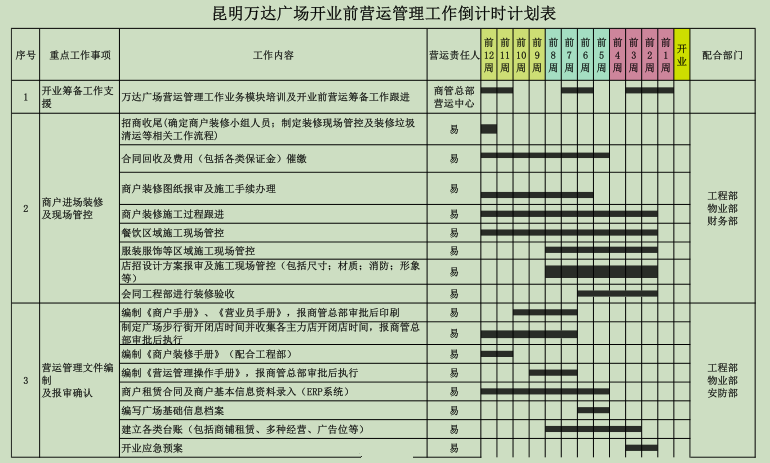 昆明万达广场开业前营运管理工作倒计时计划表
序号 重点工作事项 工作内容 营运责任人 前12周 前11周 前10周 前9周 前8周 前7周 前6周 前5周 前4周 前3周 前2周 前1周 开业 配合部门
1 开业筹备工作支
援
万达广场营运管理工作业务模块培训及开业前营运筹备工作跟进
商管总部
营运中心
2 商户进场装修
及现场管控
招商收尾(确定商户装修小组人员；制定装修现场管控及装修垃圾
清运等相关工作流程)
易
合同回收及费用（包括各类保证金）催缴 易
商户装修图纸报审及施工手续办理 易
商户装修施工过程跟进 易
餐饮区域施工现场管控 易
服装服饰等区域施工现场管控 易
店招设计方案报审及施工现场管控（包括尺寸；材质；消防；形象
等）
易
会同工程部进行装修验收 易
工程部
物业部
财务部
3 营运管理文件编
制
及报审确认
编制《商户手册》、《营业员手册》，报商管总部审批后印刷 易
制定广场步行街开闭店时间并收集各主力店开闭店时间，报商管总
部审批后执行
易
编制《商户装修手册》（配合工程部） 易
编制《营运管理操作手册》，报商管总部审批后执行 易
商户租赁合同及商户基本信息资料录入（ERP系统） 易
编写广场基础信息档案 易
建立各类台账（包括商铺租赁、多种经营、广告位等） 易
开业应急预案 易
工程部
物业部
安防部